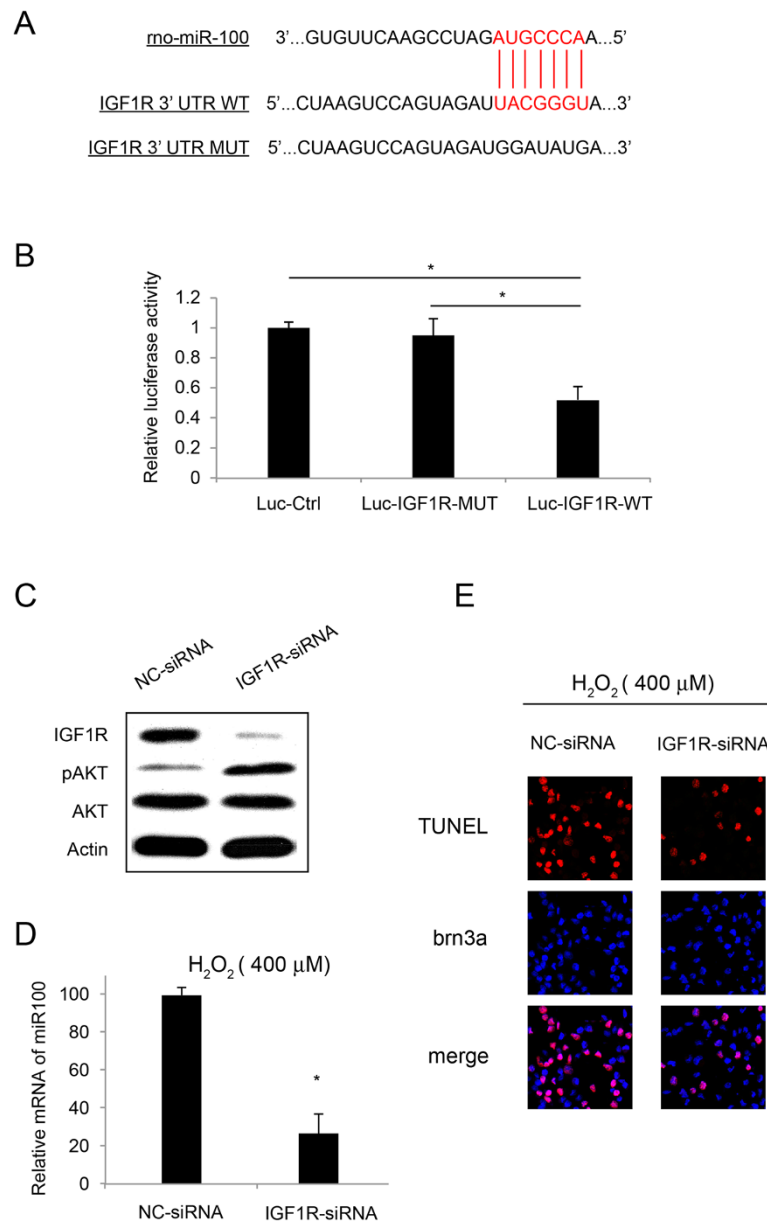 A
rno-miR-100 3'...GUGUUCAAGCCUAGAUGCCCAA...5'
IGF1R 3' UTR WT 5'...CUAAGUCCAGUAGAUUACGGGUA...3'
IGF1R 3' UTR MUT 5'...CUAAGUCCAGUAGAUGGAUAUGA...3'
B
*
*
Relative luciferase activity
1.2
1
0.8
0.6
0.4
0.2
0
Luc-Ctrl Luc-IGF1R-MUT Luc-IGF1R-WT
C
NC-siRNA IGF1R-siRNA
IGF1R
pAKT
AKT
Actin
D
H2O2 ( 400 μM)
Relative mRNA of miR100
100
80
60
40
20
0
*
NC-siRNA IGF1R-siRNA
E
H2O2 ( 400 μM)
NC-siRNA IGF1R-siRNA
TUNEL
brn3a
merge